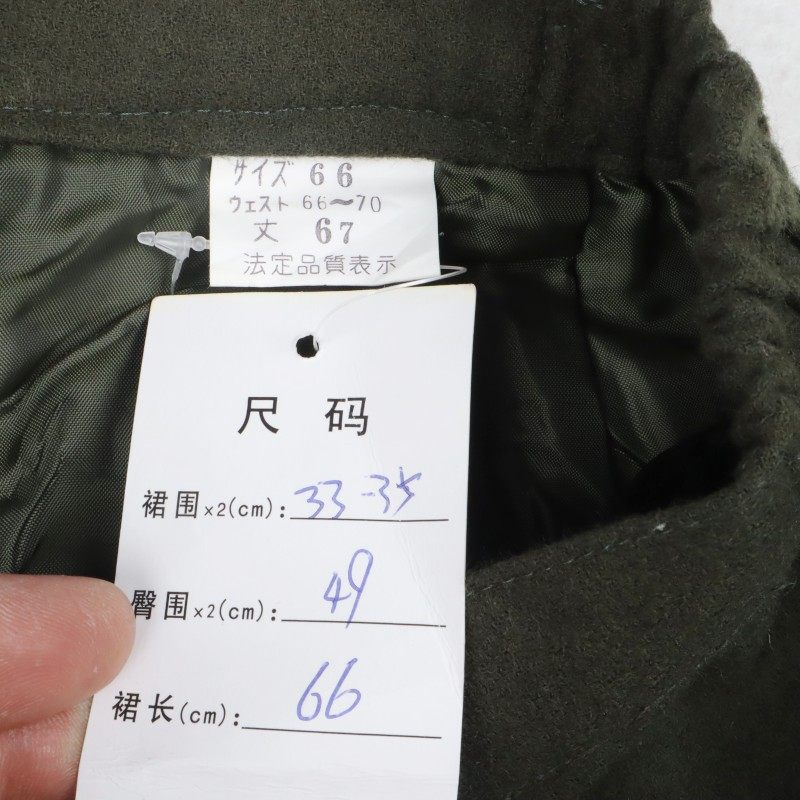 サイズ 66
ウェスト 66〜70
丈 67
法定品質表示
尺 码
裙围×2(cm): 33-35
臀围×2(cm): 49
裙长(cm): 66